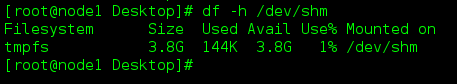 [root@node1 Desktop]# df -h /dev/shm
Filesystem      Size  Used Avail Use% Mounted on
tmpfs           3.8G  144K  3.8G   1% /dev/shm
[root@node1 Desktop]#